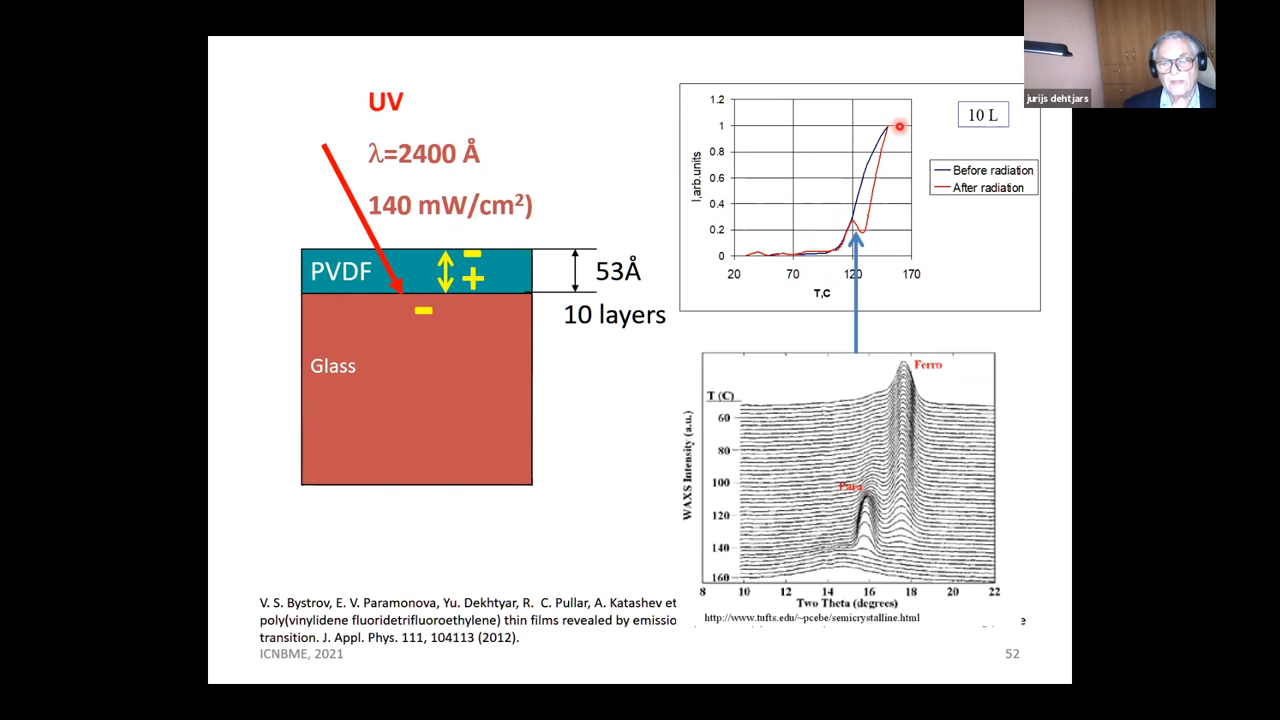 UV
λ=2400 Å
140 mW/cm²)
PVDF
-
+
53Å
-
10 layers
Glass
10 L
1.2
1
0.8
0.6
0.4
0.2
0
I,arb.units
20 70 120 170
T,C
Before radiation
After radiation
Ferro
T (C)
60
80
100
Para
120
140
160
WAXS Intensity (a.u.)
8 10 12 14 16 18 20 22
Two Theta (degrees)
http://www.tufts.edu/~pcebe/semicrystalline.html
V. S. Bystrov, E. V. Paramonova, Yu. Dekhtyar, R. C. Pullar, A. Katashev et
poly(vinylidene fluoridetrifluoroethylene) thin films revealed by emissio
transition. J. Appl. Phys. 111, 104113 (2012).
ICNBME, 2021
52
jurijs dehtjars